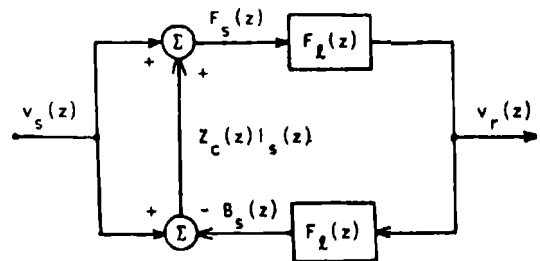 F_s(z)
Σ
F_ℓ(z)
+
+
v_s(z)
Z_c(z)I_s(z).
v_r(z)
+
-
B_s(z)
Σ
F_ℓ(z)